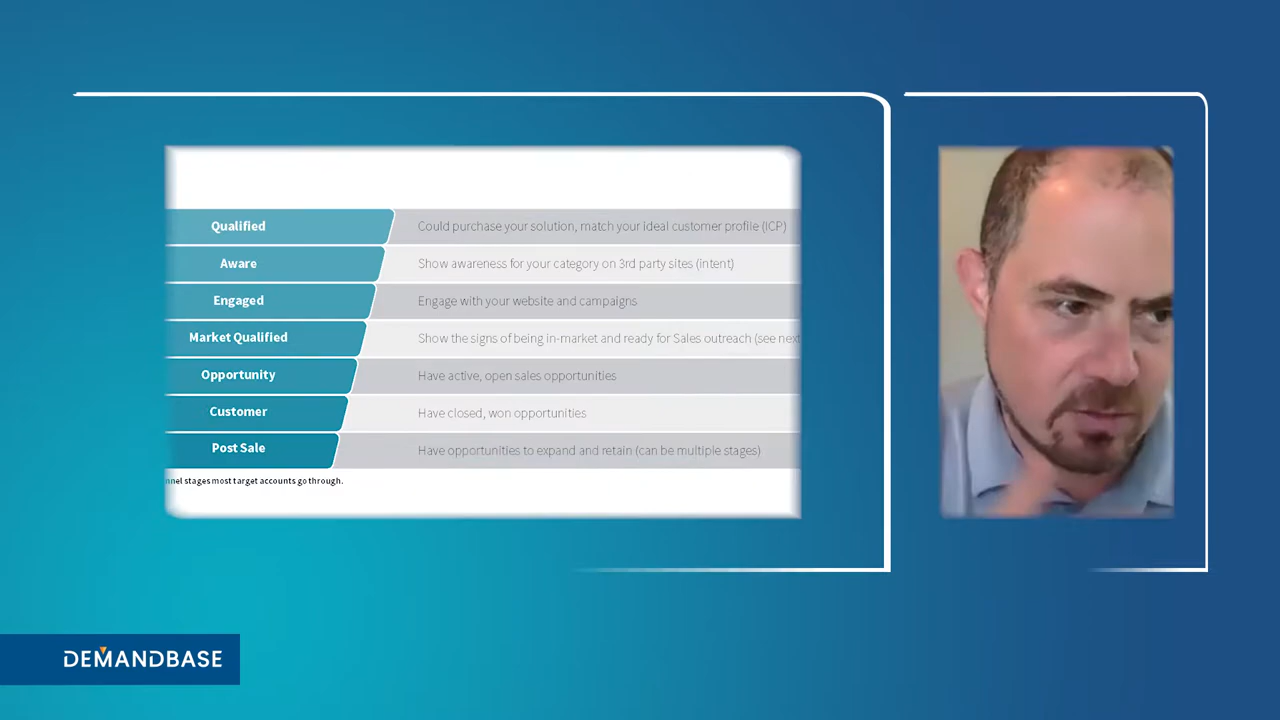 Qualified
Could purchase your solution, match your ideal customer profile (ICP)
Aware
Show awareness for your category on 3rd party sites (intent)
Engaged
Engage with your website and campaigns
Market Qualified
Show the signs of being in-market and ready for Sales outreach (see next
Opportunity
Have active, open sales opportunities
Customer
Have closed, won opportunities
Post Sale
Have opportunities to expand and retain (can be multiple stages)
stages most target accounts go through.
DEMANDBASE